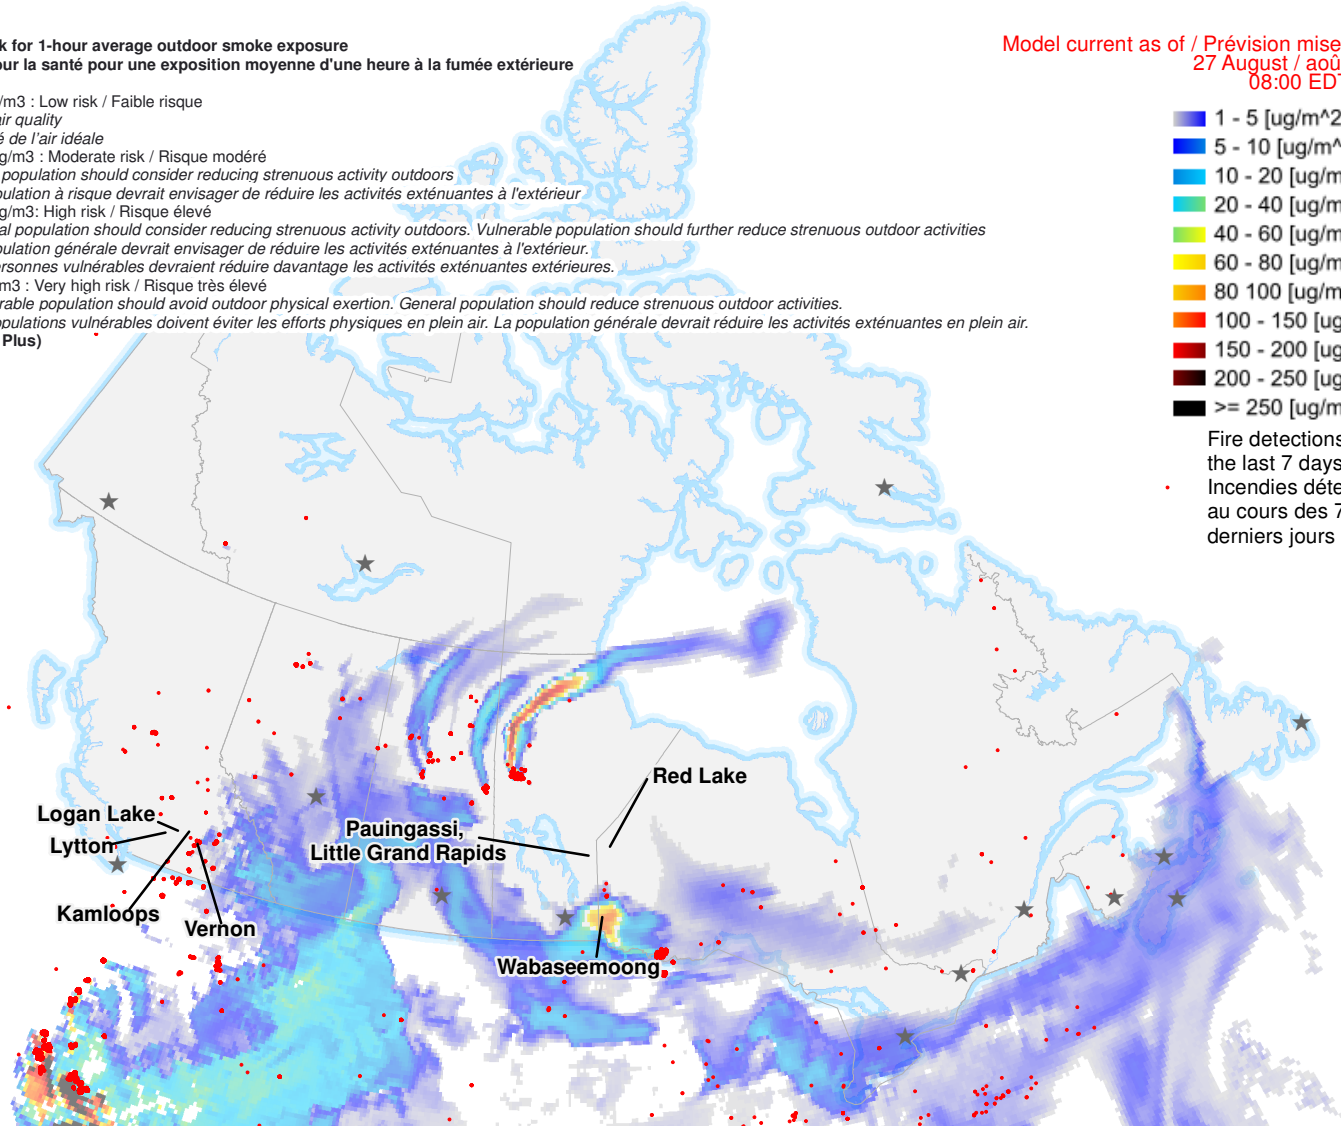 k for 1-hour average outdoor smoke exposure
our la santé pour une exposition moyenne d'une heure à la fumée extérieure
/m3 : Low risk / Faible risque
air quality
é de l'air idéale
g/m3 : Moderate risk / Risque modéré
population should consider reducing strenuous activity outdoors
pulation à risque devrait envisager de réduire les activités exténuantes à l'extérieur
g/m3: High risk / Risque élevé
al population should consider reducing strenuous activity outdoors. Vulnerable population should further reduce strenuous outdoor activities
pulation générale devrait envisager de réduire les activités exténuantes à l'extérieur.
ersonnes vulnérables devraient réduire davantage les activités exténuantes extérieures.
m3 : Very high risk / Risque très élevé
rable population should avoid outdoor physical exertion. General population should reduce strenuous outdoor activities.
opulations vulnérables doivent éviter les efforts physiques en plein air. La population générale devrait réduire les activités exténuantes en plein air.
Plus)
Model current as of / Prévision mise
27 August / aoû
08:00 EDT
1 - 5 [ug/m^2
5 - 10 [ug/m^
10 - 20 [ug/m
20 - 40 [ug/m
40 - 60 [ug/m
60 - 80 [ug/m
80 100 [ug/m
100 - 150 [ug
150 - 200 [ug
200 - 250 [ug
>= 250 [ug/m
Fire detections
the last 7 days
Incendies déte
au cours des 7
derniers jours
Red Lake
Logan Lake
Lytton
Pauingassi,
Little Grand Rapids
Kamloops
Vernon
Wabaseemoong